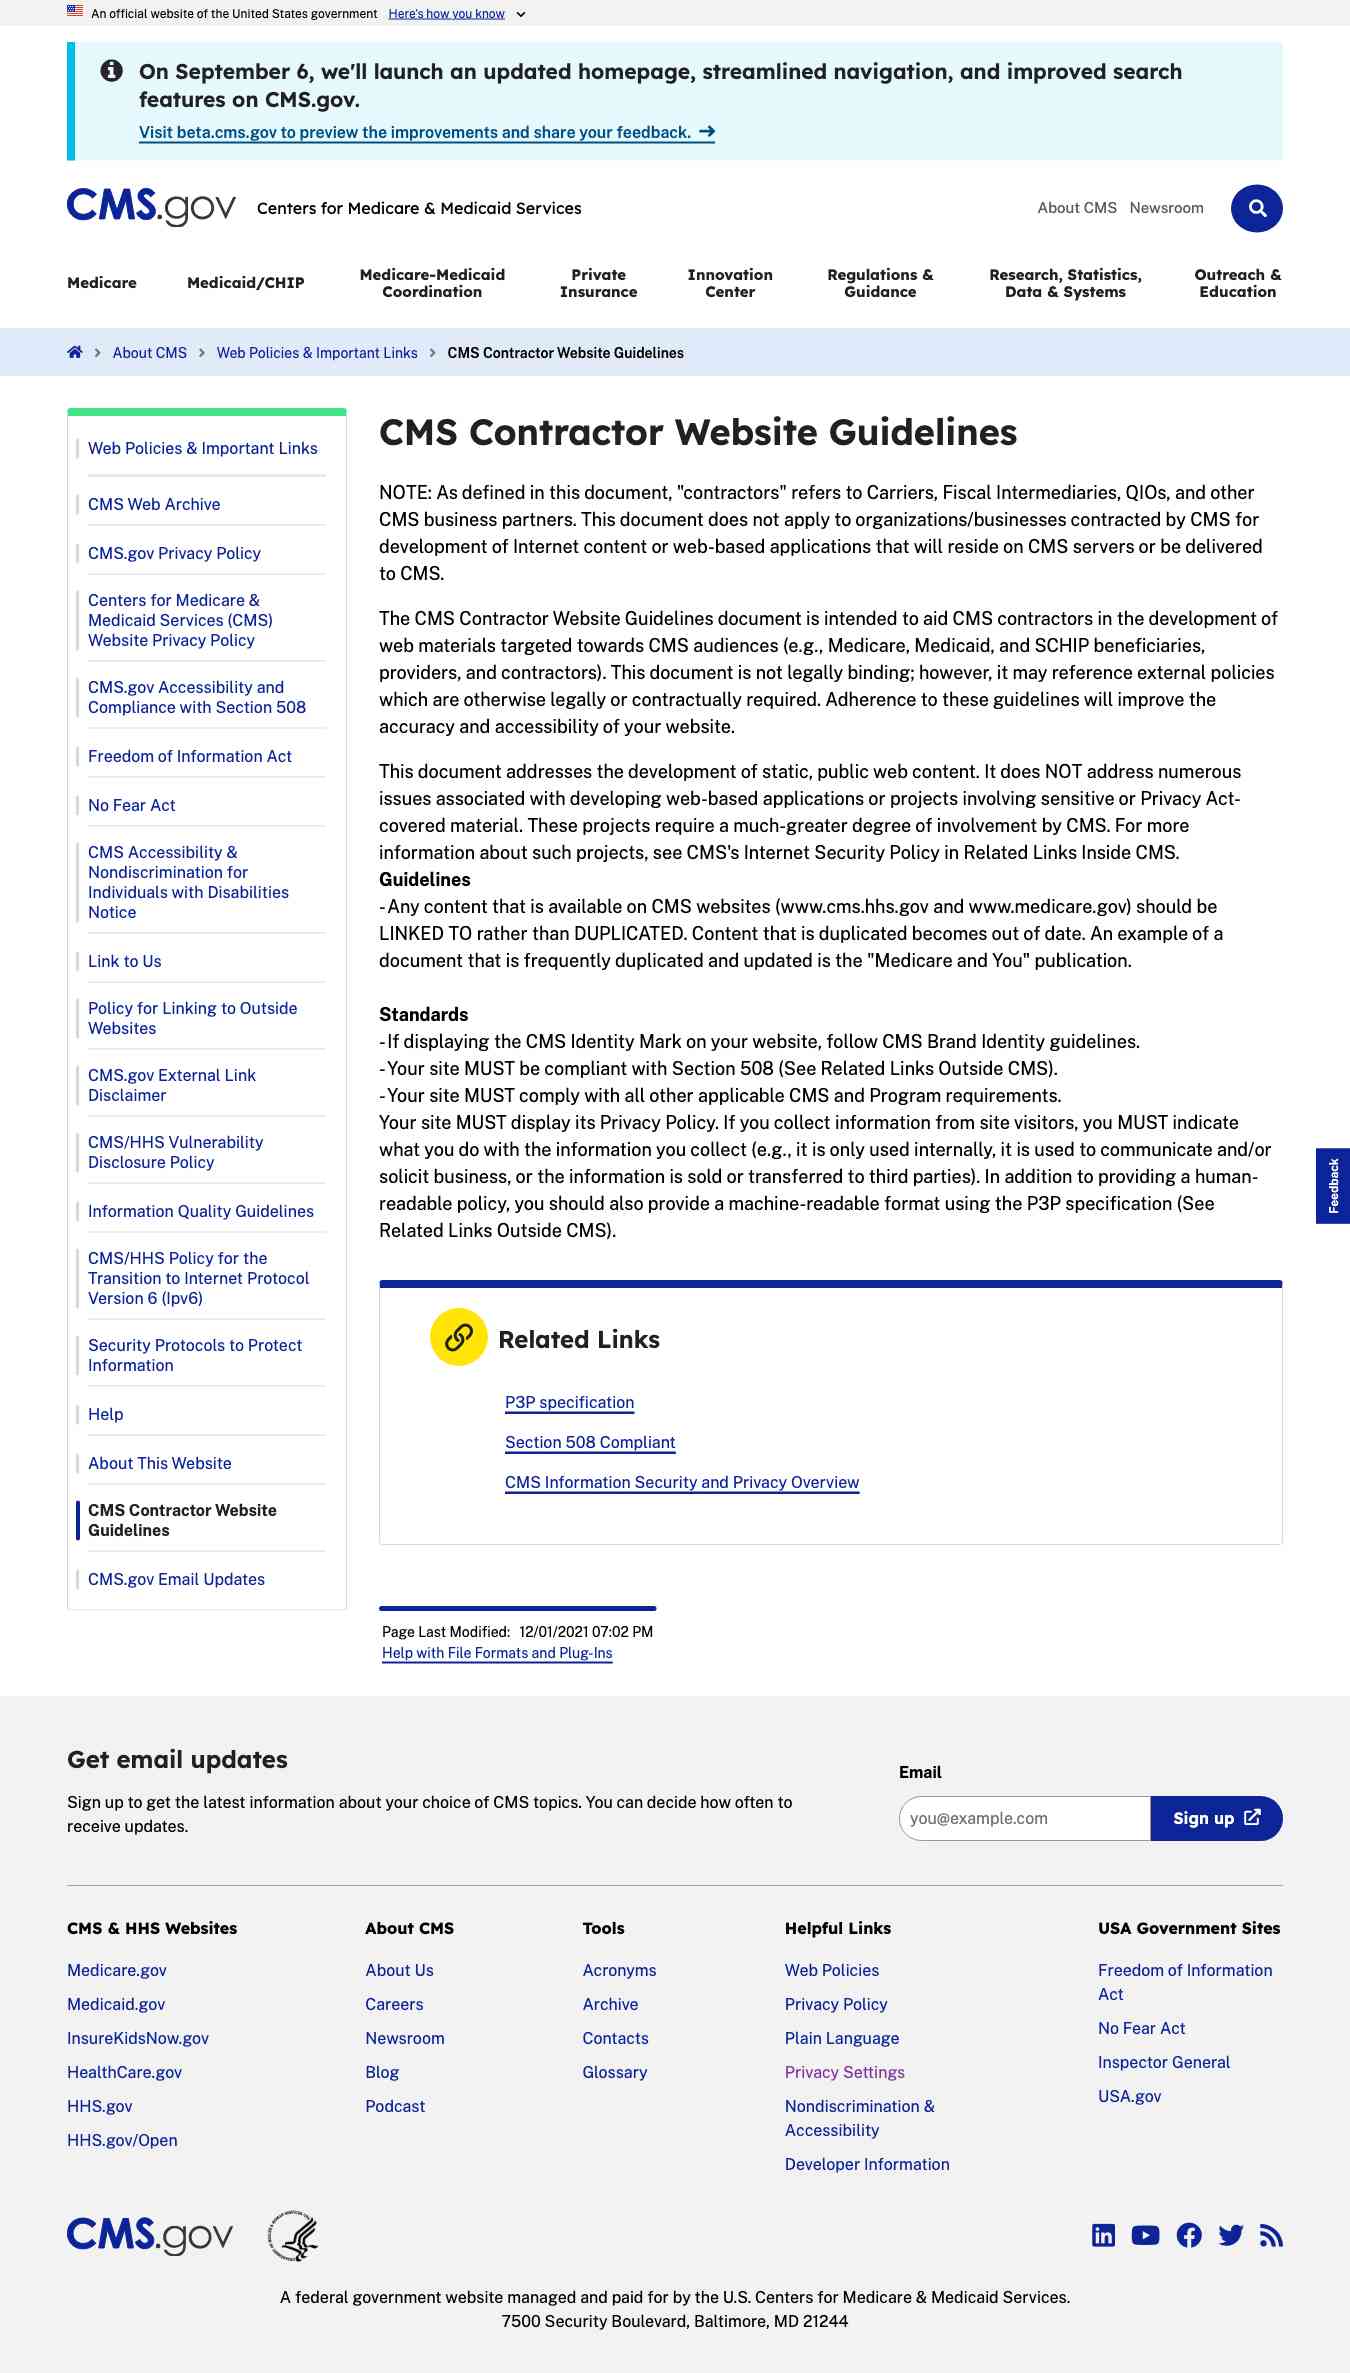 An official website of the United States government Here's how you know
On September 6, we'll launch an updated homepage, streamlined navigation, and improved search
features on CMS.gov.
Visit beta.cms.gov to preview the improvements and share your feedback.
CMS.gov Centers for Medicare & Medicaid Services
About CMS Newsroom
Medicare
Medicaid/CHIP
Medicare-Medicaid
Coordination
Private
Insurance
Innovation
Center
Regulations &
Guidance
Research, Statistics,
Data & Systems
Outreach &
Education
About CMS Web Policies & Important Links CMS Contractor Website Guidelines
Web Policies & Important Links
CMS Web Archive
CMS.gov Privacy Policy
Centers for Medicare &
Medicaid Services (CMS)
Website Privacy Policy
CMS.gov Accessibility and
Compliance with Section 508
Freedom of Information Act
No Fear Act
CMS Accessibility &
Nondiscrimination for
Individuals with Disabilities
Notice
Link to Us
Policy for Linking to Outside
Websites
CMS.gov External Link
Disclaimer
CMS/HHS Vulnerability
Disclosure Policy
Information Quality Guidelines
CMS/HHS Policy for the
Transition to Internet Protocol
Version 6 (Ipv6)
Security Protocols to Protect
Information
Help
About This Website
CMS Contractor Website
Guidelines
CMS.gov Email Updates
CMS Contractor Website Guidelines
NOTE: As defined in this document, "contractors" refers to Carriers, Fiscal Intermediaries, QIOs, and other
CMS business partners. This document does not apply to organizations/businesses contracted by CMS for
development of Internet content or web-based applications that will reside on CMS servers or be delivered
to CMS.
The CMS Contractor Website Guidelines document is intended to aid CMS contractors in the development of
web materials targeted towards CMS audiences (e.g., Medicare, Medicaid, and SCHIP beneficiaries,
providers, and contractors). This document is not legally binding; however, it may reference external policies
which are otherwise legally or contractually required. Adherence to these guidelines will improve the
accuracy and accessibility of your website.
This document addresses the development of static, public web content. It does NOT address numerous
issues associated with developing web-based applications or projects involving sensitive or Privacy Act-
covered material. These projects require a much-greater degree of involvement by CMS. For more
information about such projects, see CMS's Internet Security Policy in Related Links Inside CMS.
Guidelines
- Any content that is available on CMS websites (www.cms.hhs.gov and www.medicare.gov) should be
LINKED TO rather than DUPLICATED. Content that is duplicated becomes out of date. An example of a
document that is frequently duplicated and updated is the "Medicare and You" publication.
Standards
- If displaying the CMS Identity Mark on your website, follow CMS Brand Identity guidelines.
- Your site MUST be compliant with Section 508 (See Related Links Outside CMS).
- Your site MUST comply with all other applicable CMS and Program requirements.
Your site MUST display its Privacy Policy. If you collect information from site visitors, you MUST indicate
what you do with the information you collect (e.g., it is only used internally, it is used to communicate and/or
solicit business, or the information is sold or transferred to third parties). In addition to providing a human-
readable policy, you should also provide a machine-readable format using the P3P specification (See
Related Links Outside CMS).
Feedback
Related Links
P3P specification
Section 508 Compliant
CMS Information Security and Privacy Overview
Page Last Modified: 12/01/2021 07:02 PM
Help with File Formats and Plug-Ins
Get email updates
Sign up to get the latest information about your choice of CMS topics. You can decide how often to
receive updates.
Email
you@example.com
Sign up
CMS & HHS Websites
Medicare.gov
Medicaid.gov
InsureKidsNow.gov
HealthCare.gov
HHS.gov
HHS.gov/Open
About CMS
About Us
Careers
Newsroom
Blog
Podcast
Tools
Acronyms
Archive
Contacts
Glossary
Helpful Links
Web Policies
Privacy Policy
Plain Language
Privacy Settings
Nondiscrimination &
Accessibility
Developer Information
USA Government Sites
Freedom of Information
Act
No Fear Act
Inspector General
USA.gov
CMS.gov
A federal government website managed and paid for by the U.S. Centers for Medicare & Medicaid Services.
7500 Security Boulevard, Baltimore, MD 21244